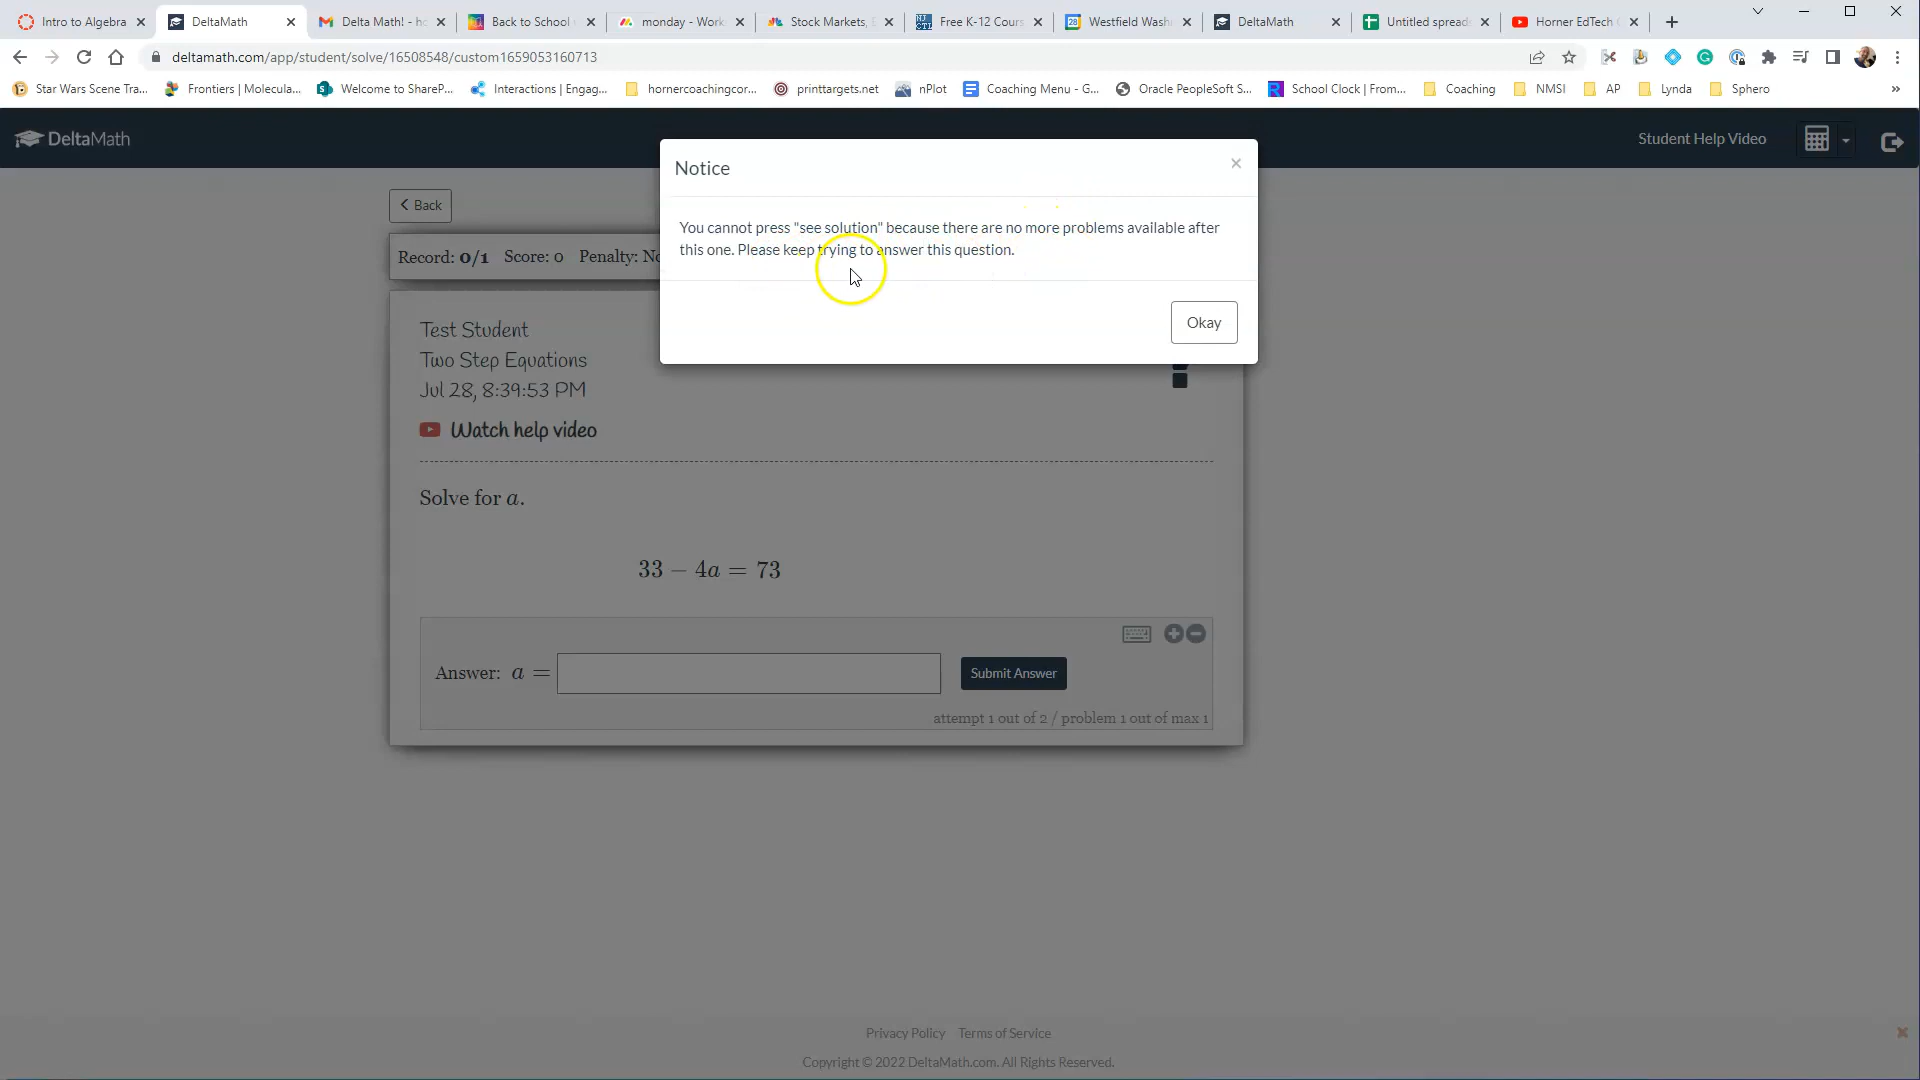 Intro to Algebra
DeltaMath
Delta Math! - ho
Back to School
monday - Work
Stock Markets,
Free K-12 Cours
Westfield Wash
DeltaMath
Untitled spreads
Horner EdTech
deltamath.com/app/student/solve/16508548/custom1659053160713
Star Wars Scene Tra...
Frontiers | Molecula...
Welcome to ShareP...
Interactions | Engag...
hornercoachingcor...
printtargets.net
nPlot
Coaching Menu - G...
Oracle PeopleSoft S...
School Clock | From...
Coaching
NMSI
AP
Lynda
Sphero
»
DeltaMath
Student Help Video
Notice
×
You cannot press "see solution" because there are no more problems available after
this one. Please keep trying to answer this question.
Okay
Back
Record: 0/1 Score: 0 Penalty: No
Test Student
Two Step Equations
Jul 28, 8:39:53 PM
Watch help video
Solve for a.
33 − 4a = 73
Answer: a =
Submit Answer
attempt 1 out of 2 / problem 1 out of max 1
Privacy Policy Terms of Service
Copyright © 2022 DeltaMath.com. All Rights Reserved.